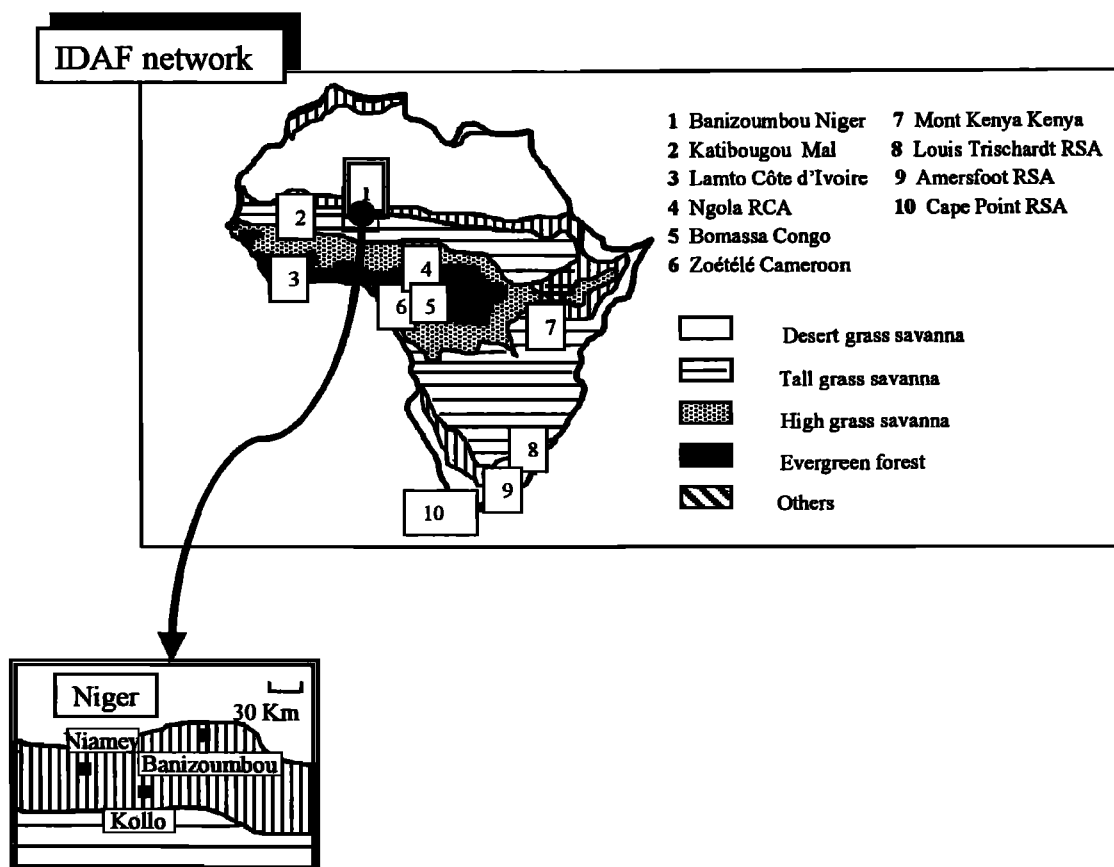 IDAF network
1 Banizoumbou Niger
2 Katibougou Mal
3 Lamto Côte d'Ivoire
4 Ngola RCA
5 Bomassa Congo
6 Zoétélé Cameroon
7 Mont Kenya Kenya
8 Louis Trischardt RSA
9 Amersfoot RSA
10 Cape Point RSA
1
2
3
4
6
5
7
8
9
10
Desert grass savanna
Tall grass savanna
High grass savanna
Evergreen forest
Others
Niger
30 Km
Niamey
Banizoumbou
Kollo